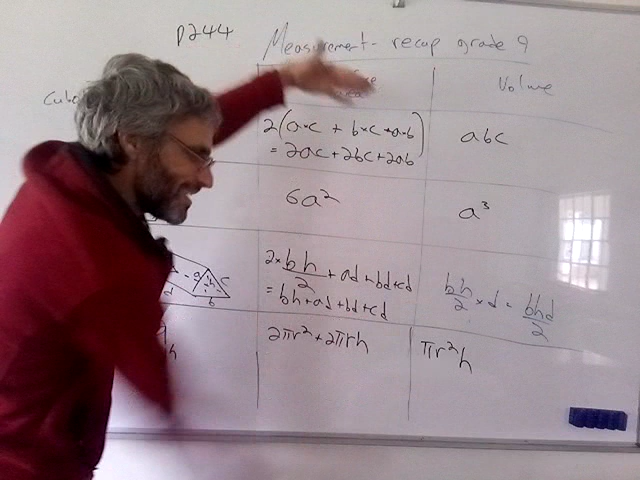 p244
Measurement - recap grade 9
area
Volume
2(a×c + b×c + a×b)
= 2ac + 2bc + 2ab
abc
6a²
a³
2×bh/2 + ad + bd + cd
= bh + ad + bd + cd
bh/2 × d = bhd/2
a h c
d b
h
2πr² + 2πrh
πr²h